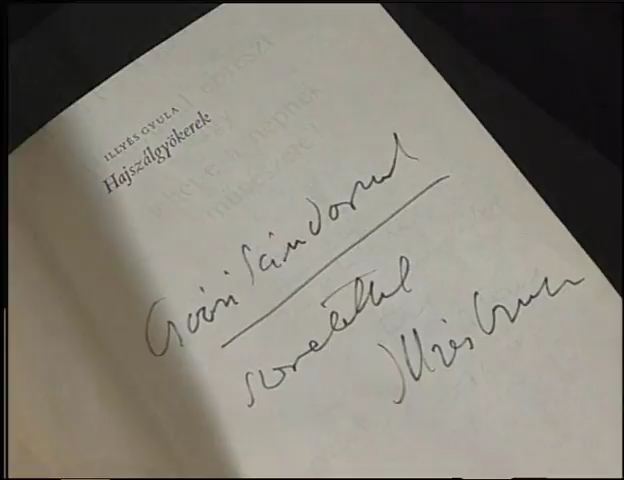 ILLYÉS GYULA
Hajszálgyökerek
Sándornak
szeretettel
Illyés Gyula